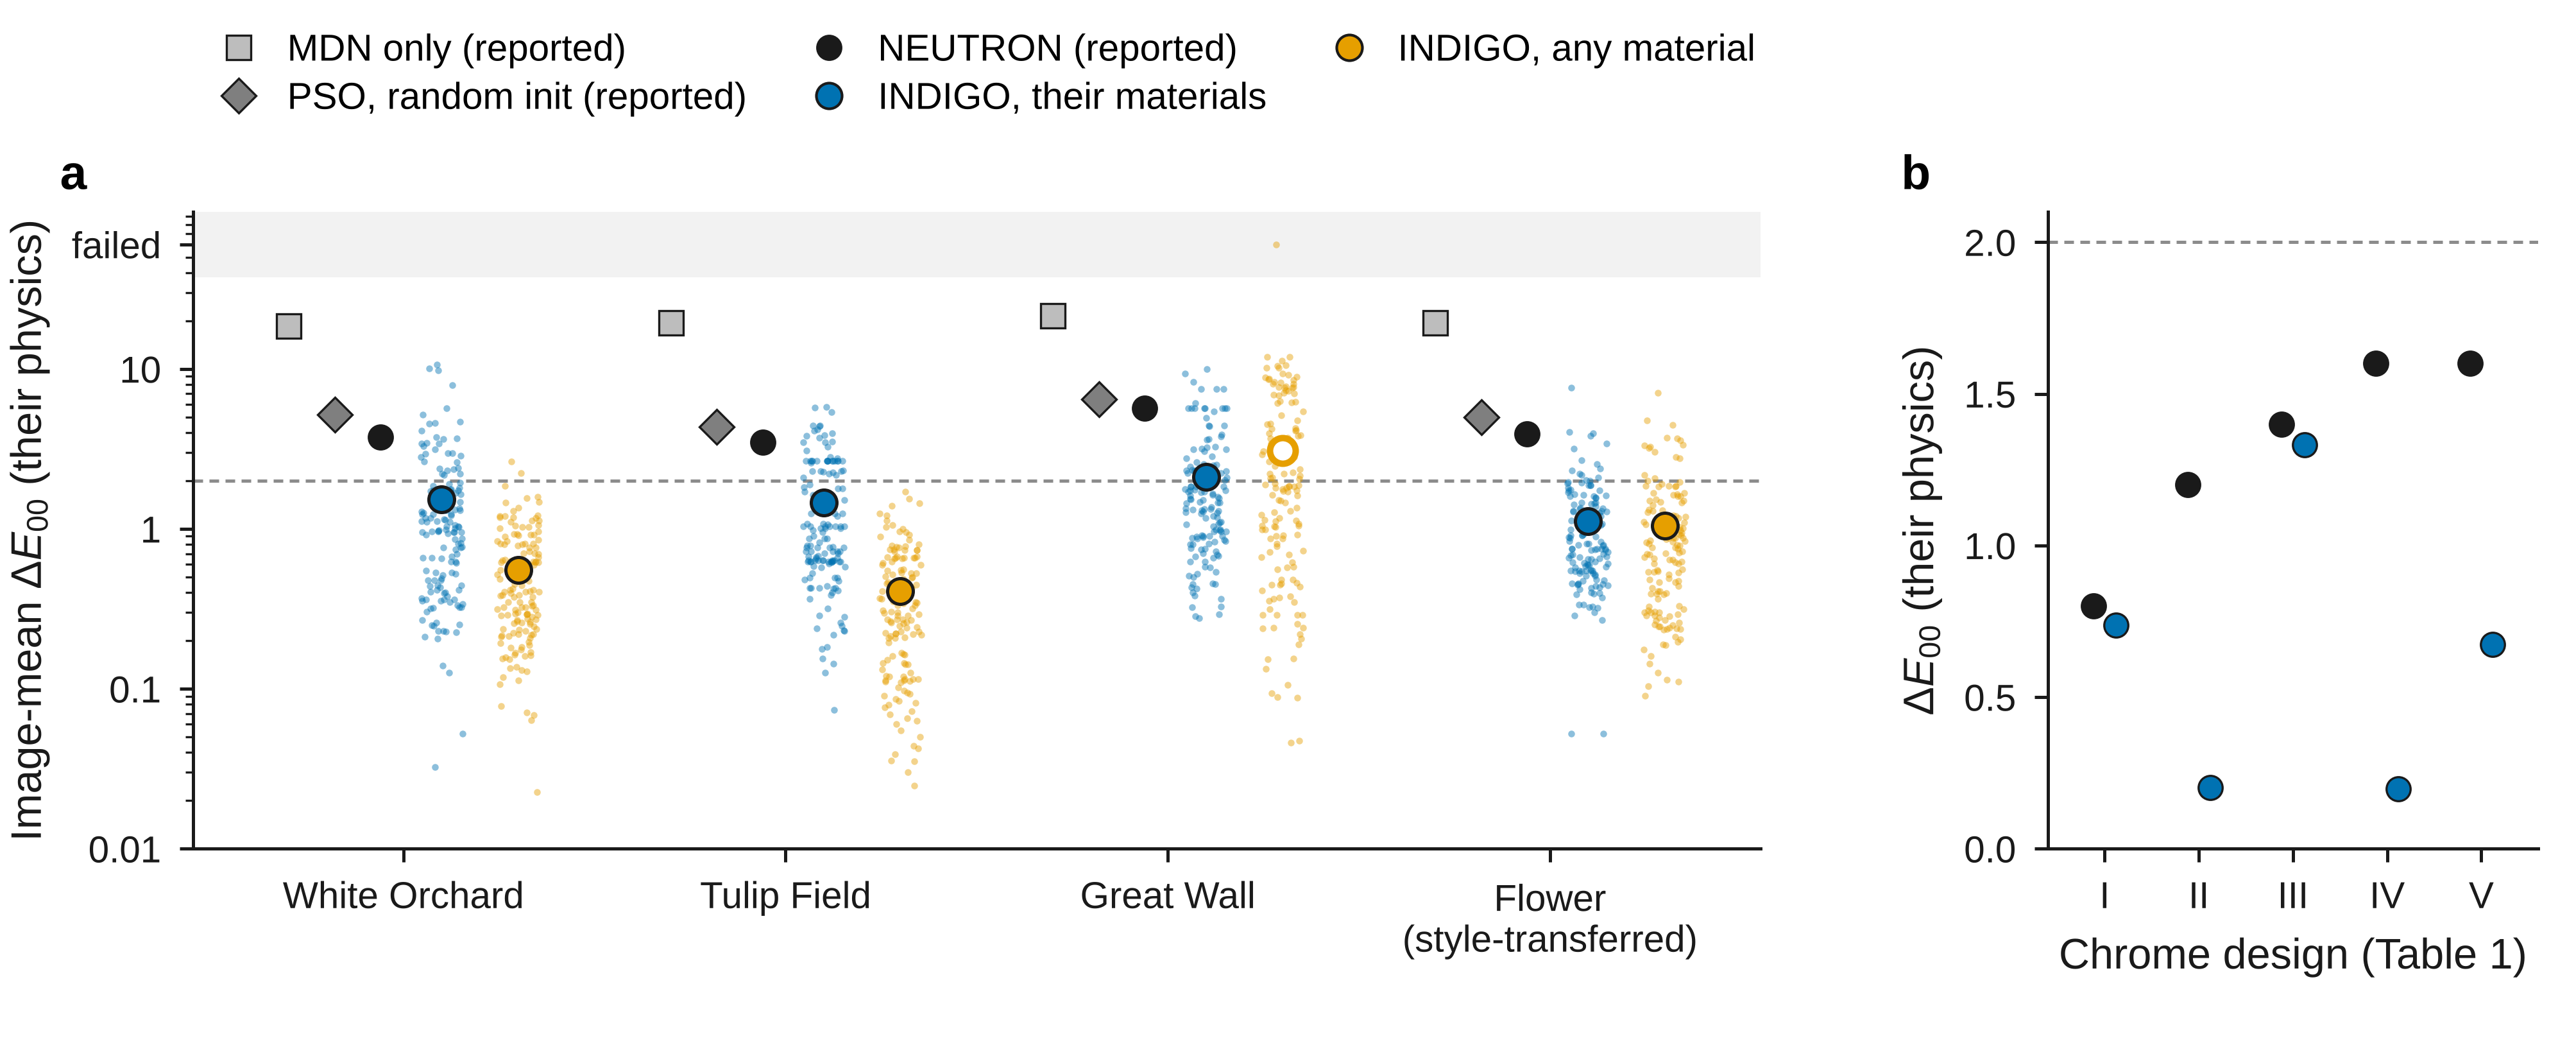 MDN only (reported)
PSO, random init (reported)
NEUTRON (reported)
INDIGO, their materials
INDIGO, any material
a
Image-mean ΔE00 (their physics)
failed
10
1
0.1
0.01
White Orchard
Tulip Field
Great Wall
Flower
(style-transferred)
b
ΔE00 (their physics)
2.0
1.5
1.0
0.5
0.0
I
II
III
IV
V
Chrome design (Table 1)